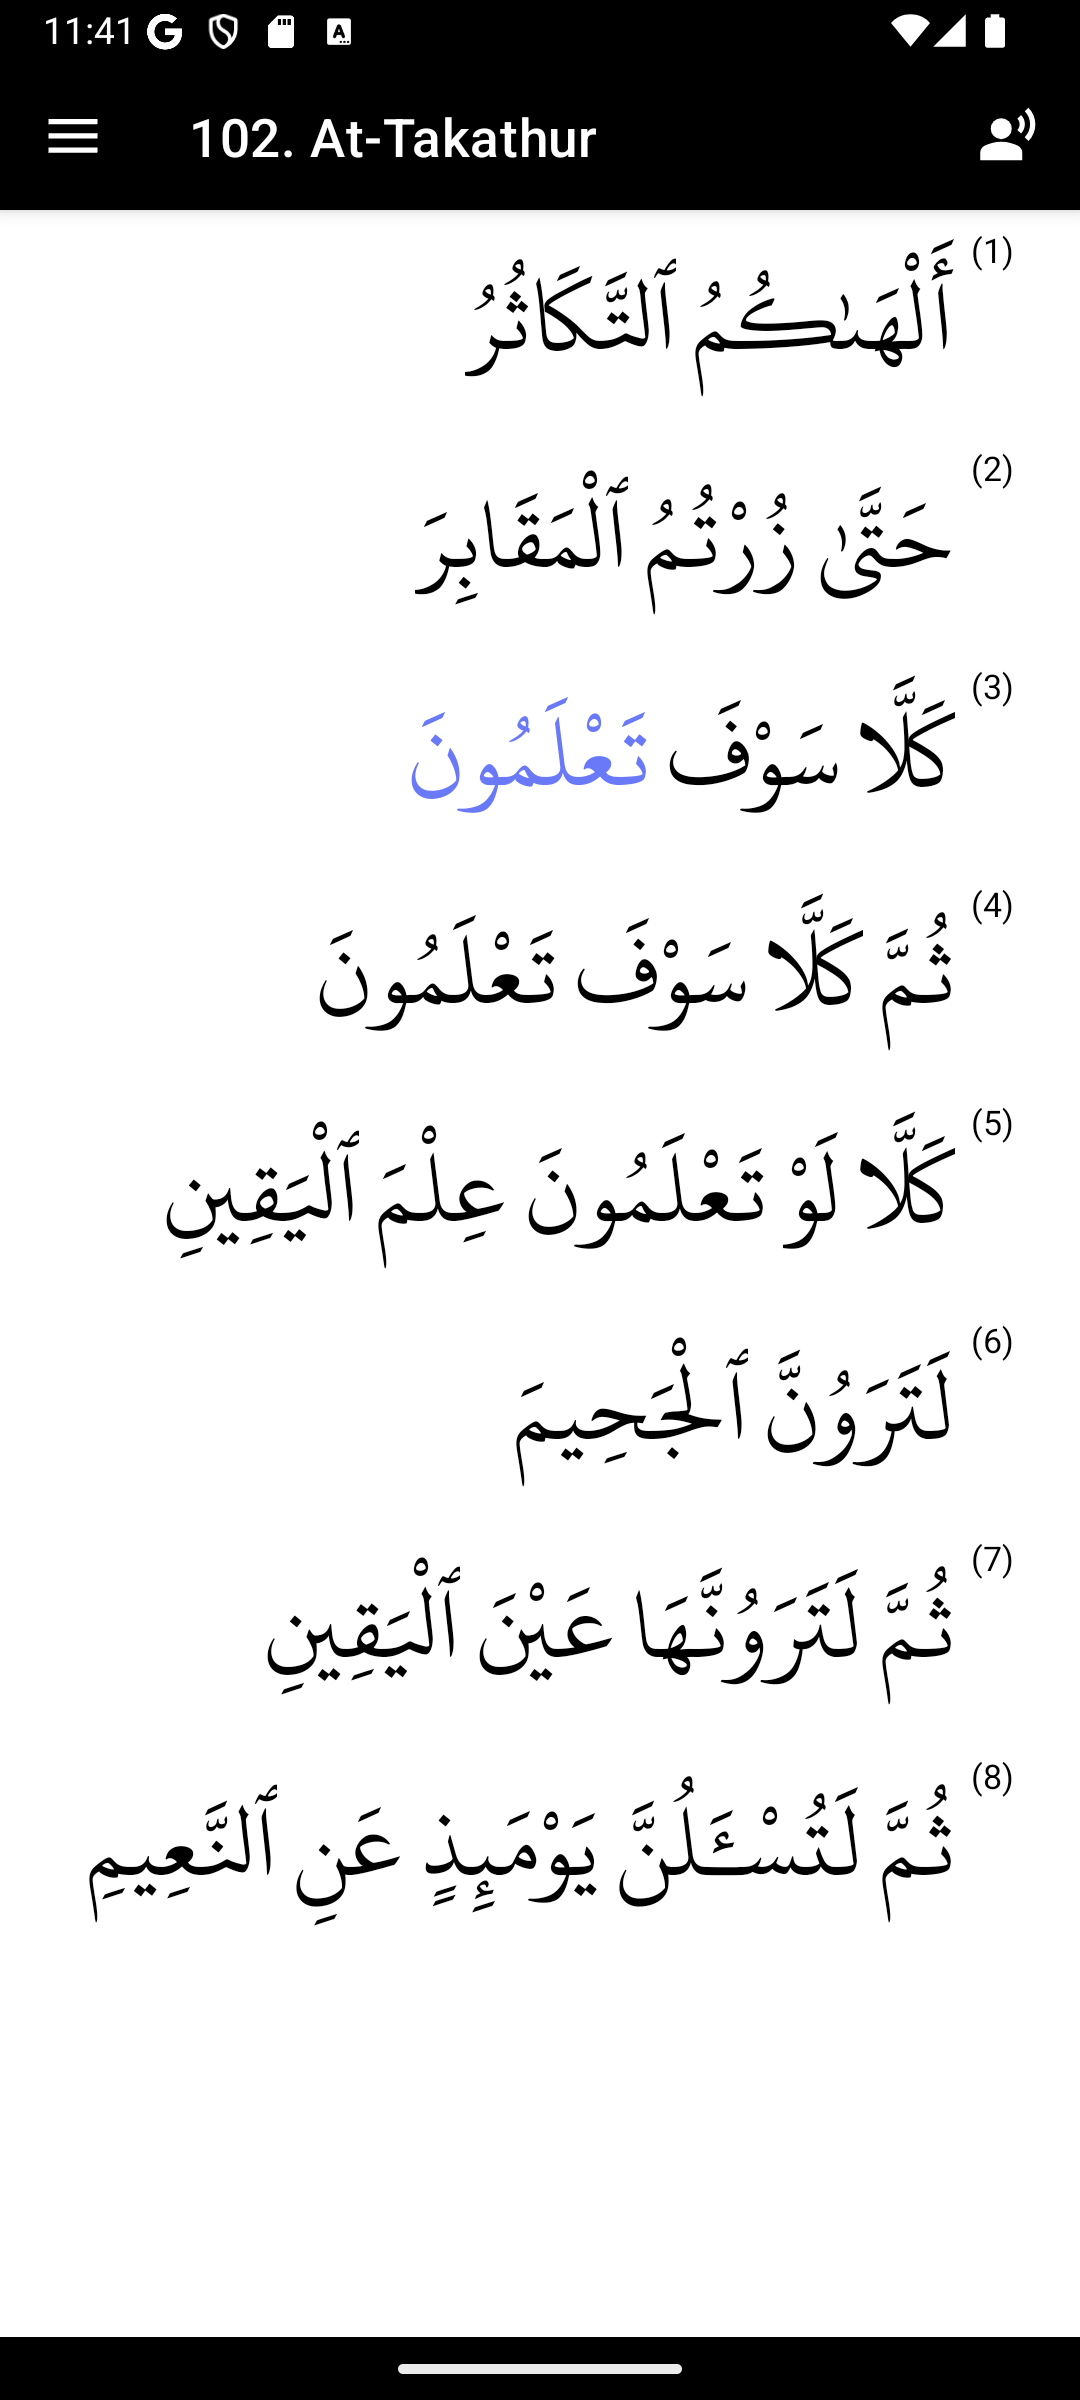 11:41
102. At-Takathur
(1) أَلْهَىٰكُمُ ٱلتَّكَاثُرُ
(2) حَتَّىٰ زُرْتُمُ ٱلْمَقَابِرَ
(3) كَلَّا سَوْفَ تَعْلَمُونَ
(4) ثُمَّ كَلَّا سَوْفَ تَعْلَمُونَ
(5) كَلَّا لَوْ تَعْلَمُونَ عِلْمَ ٱلْيَقِينِ
(6) لَتَرَوُنَّ ٱلْجَحِيمَ
(7) ثُمَّ لَتَرَوُنَّهَا عَيْنَ ٱلْيَقِينِ
(8) ثُمَّ لَتُسْـَٔلُنَّ يَوْمَئِذٍ عَنِ ٱلنَّعِيمِ